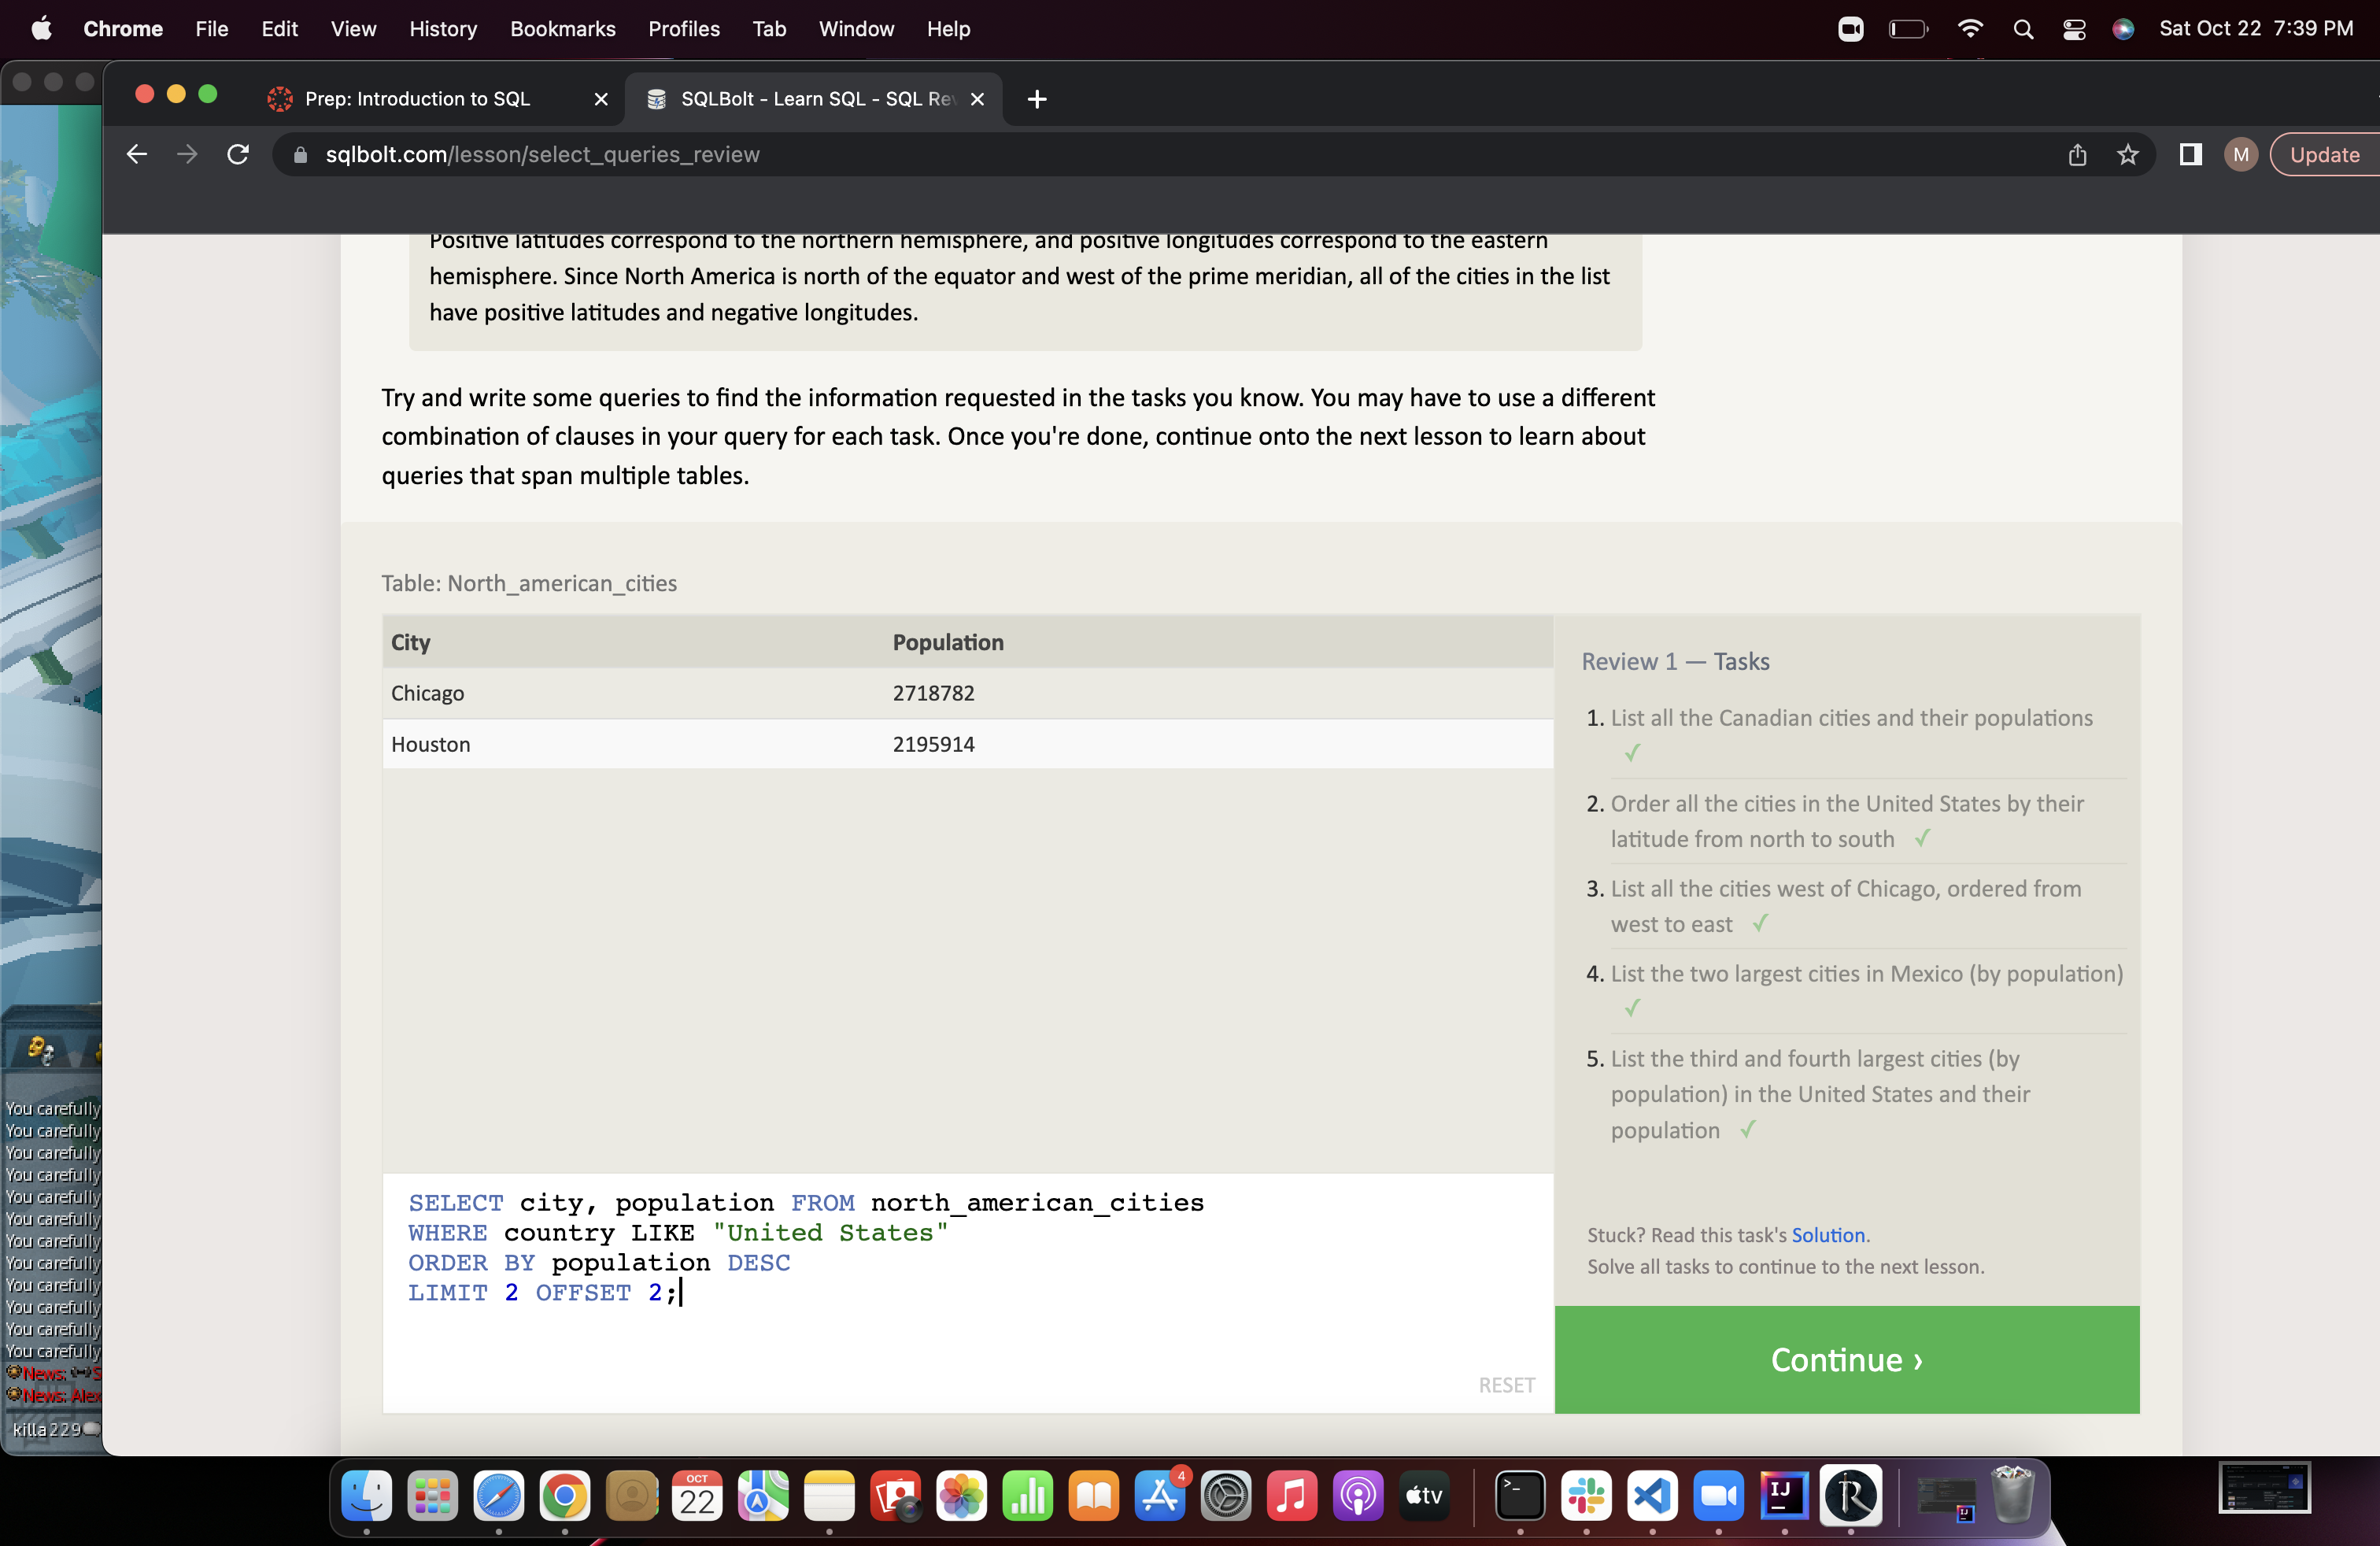 Chrome File Edit View History Bookmarks Profiles Tab Window Help Sat Oct 22 7:39 PM
Prep: Introduction to SQL
SQLBolt - Learn SQL - SQL Re
sqlbolt.com/lesson/select_queries_review
M
Update
Positive latitudes correspond to the northern hemisphere, and positive longitudes correspond to the eastern
hemisphere. Since North America is north of the equator and west of the prime meridian, all of the cities in the list
have positive latitudes and negative longitudes.
Try and write some queries to find the information requested in the tasks you know. You may have to use a different
combination of clauses in your query for each task. Once you're done, continue onto the next lesson to learn about
queries that span multiple tables.
Table: North_american_cities
City Population
Chicago 2718782
Houston 2195914
SELECT city, population FROM north_american_cities
WHERE country LIKE "United States"
ORDER BY population DESC
LIMIT 2 OFFSET 2;
RESET
Review 1 — Tasks
1. List all the Canadian cities and their populations
✓
2. Order all the cities in the United States by their
latitude from north to south ✓
3. List all the cities west of Chicago, ordered from
west to east ✓
4. List the two largest cities in Mexico (by population)
✓
5. List the third and fourth largest cities (by
population) in the United States and their
population ✓
Stuck? Read this task's Solution.
Solve all tasks to continue to the next lesson.
Continue ›
You carefully
You carefully
You carefully
You carefully
You carefully
You carefully
You carefully
You carefully
You carefully
You carefully
You carefully
You carefully
News: S
News: Alex
killa229
OCT
22
4
tv
IJ
R